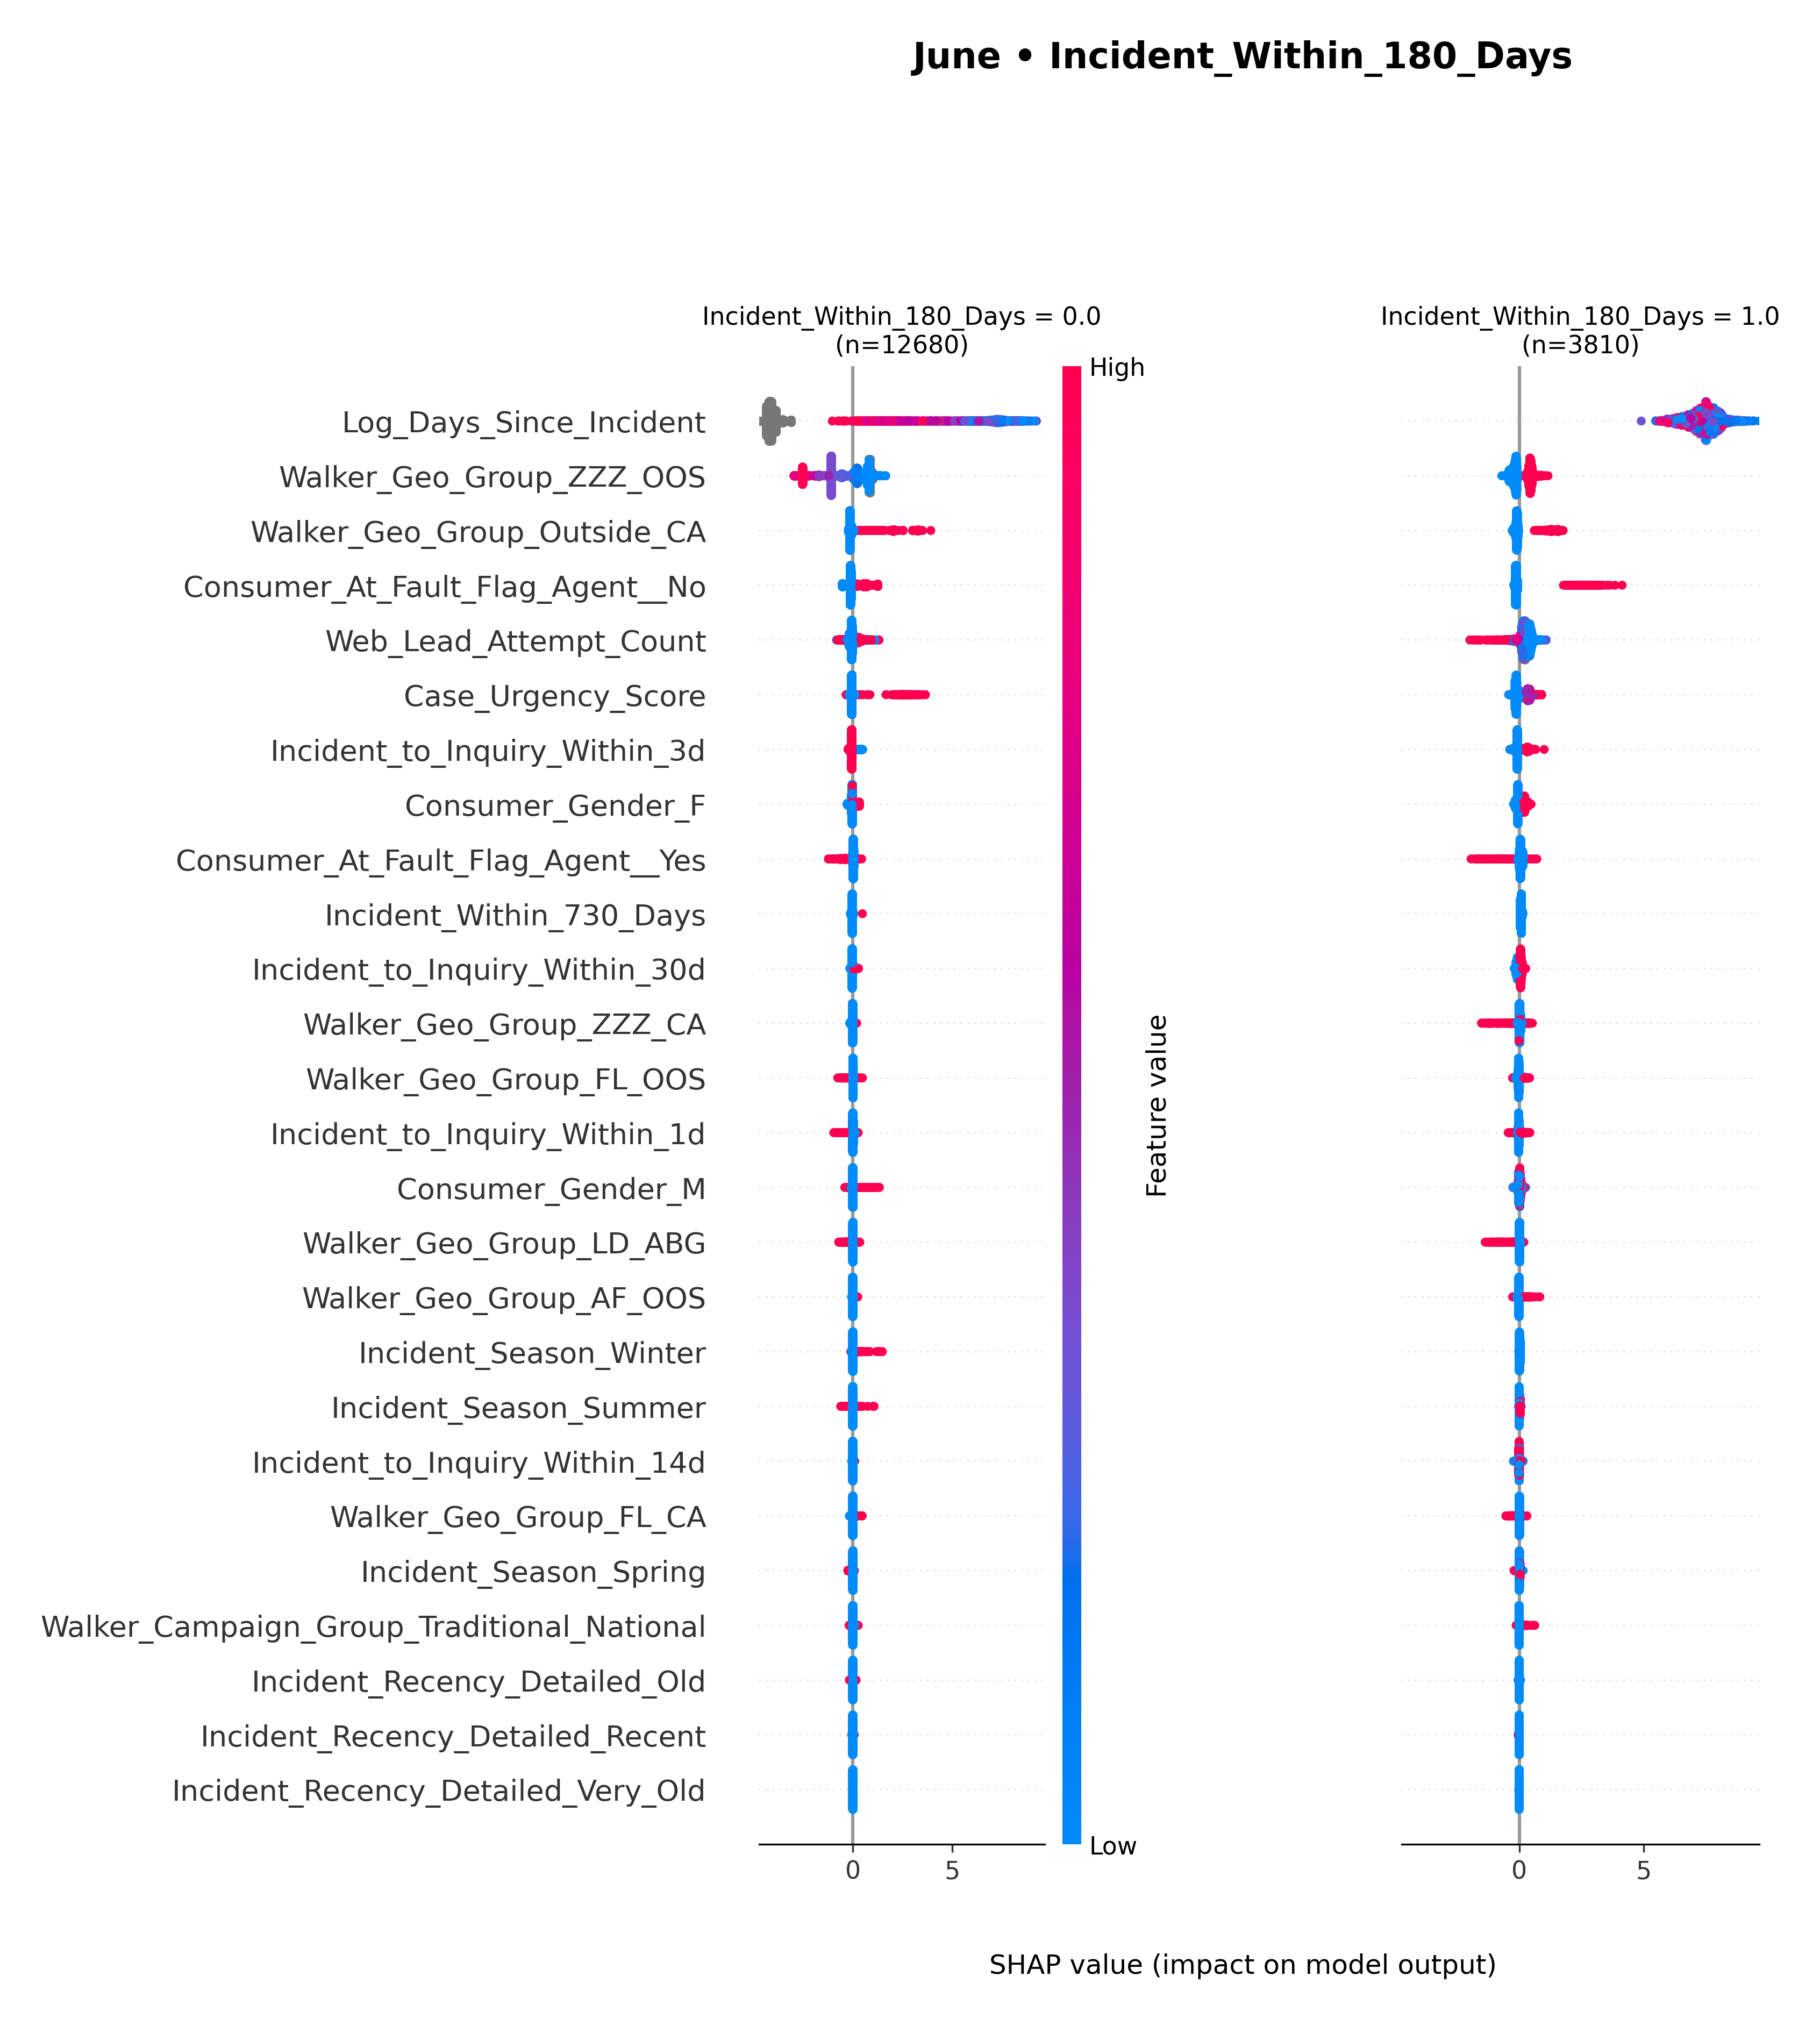 June • Incident_Within_180_Days
Incident_Within_180_Days = 0.0
(n=12680)
Incident_Within_180_Days = 1.0
(n=3810)
High
Log_Days_Since_Incident
Walker_Geo_Group_ZZZ_OOS
Walker_Geo_Group_Outside_CA
Consumer_At_Fault_Flag_Agent__No
Web_Lead_Attempt_Count
Case_Urgency_Score
Incident_to_Inquiry_Within_3d
Consumer_Gender_F
Consumer_At_Fault_Flag_Agent__Yes
Incident_Within_730_Days
Incident_to_Inquiry_Within_30d
Walker_Geo_Group_ZZZ_CA
Walker_Geo_Group_FL_OOS
Incident_to_Inquiry_Within_1d
Consumer_Gender_M
Walker_Geo_Group_LD_ABG
Walker_Geo_Group_AF_OOS
Incident_Season_Winter
Incident_Season_Summer
Incident_to_Inquiry_Within_14d
Walker_Geo_Group_FL_CA
Incident_Season_Spring
Walker_Campaign_Group_Traditional_National
Incident_Recency_Detailed_Old
Incident_Recency_Detailed_Recent
Incident_Recency_Detailed_Very_Old
Feature value
Low
0 5
0 5
SHAP value (impact on model output)